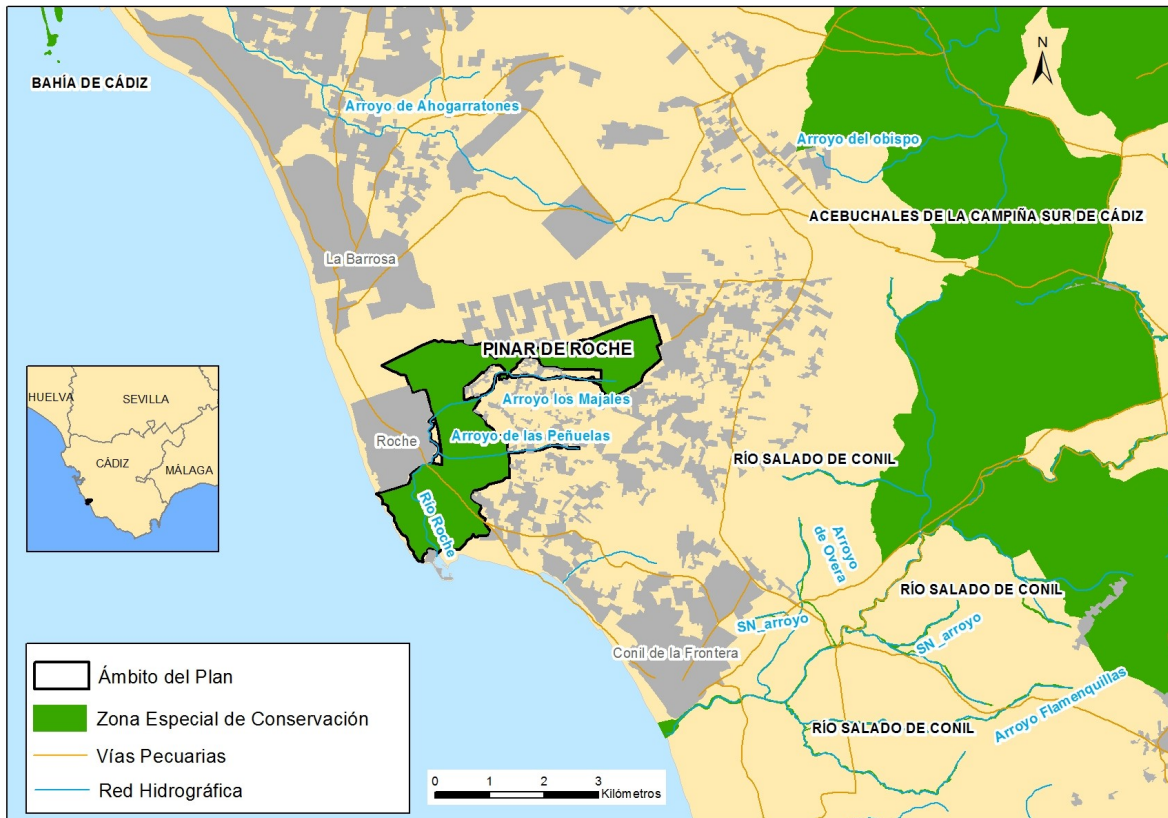 N
BAHÍA DE CÁDIZ
Arroyo de Ahogarratones
Arroyo del obispo
ACEBUCHALES DE LA CAMPIÑA SUR DE CÁDIZ
La Barrosa
PINAR DE ROCHE
Arroyo los Majales
Roche
Arroyo de las Peñuelas
RÍO SALADO DE CONIL
Río Roche
Arroyo
de Overa
RÍO SALADO DE CONIL
SN_arroyo
SN_arroyo
Conil de la Frontera
Arroyo Flamenquillas
RÍO SALADO DE CONIL
HUELVA
SEVILLA
CÁDIZ
MÁLAGA
Ámbito del Plan
Zona Especial de Conservación
Vías Pecuarias
Red Hidrográfica
0 1 2 3
Kilómetros